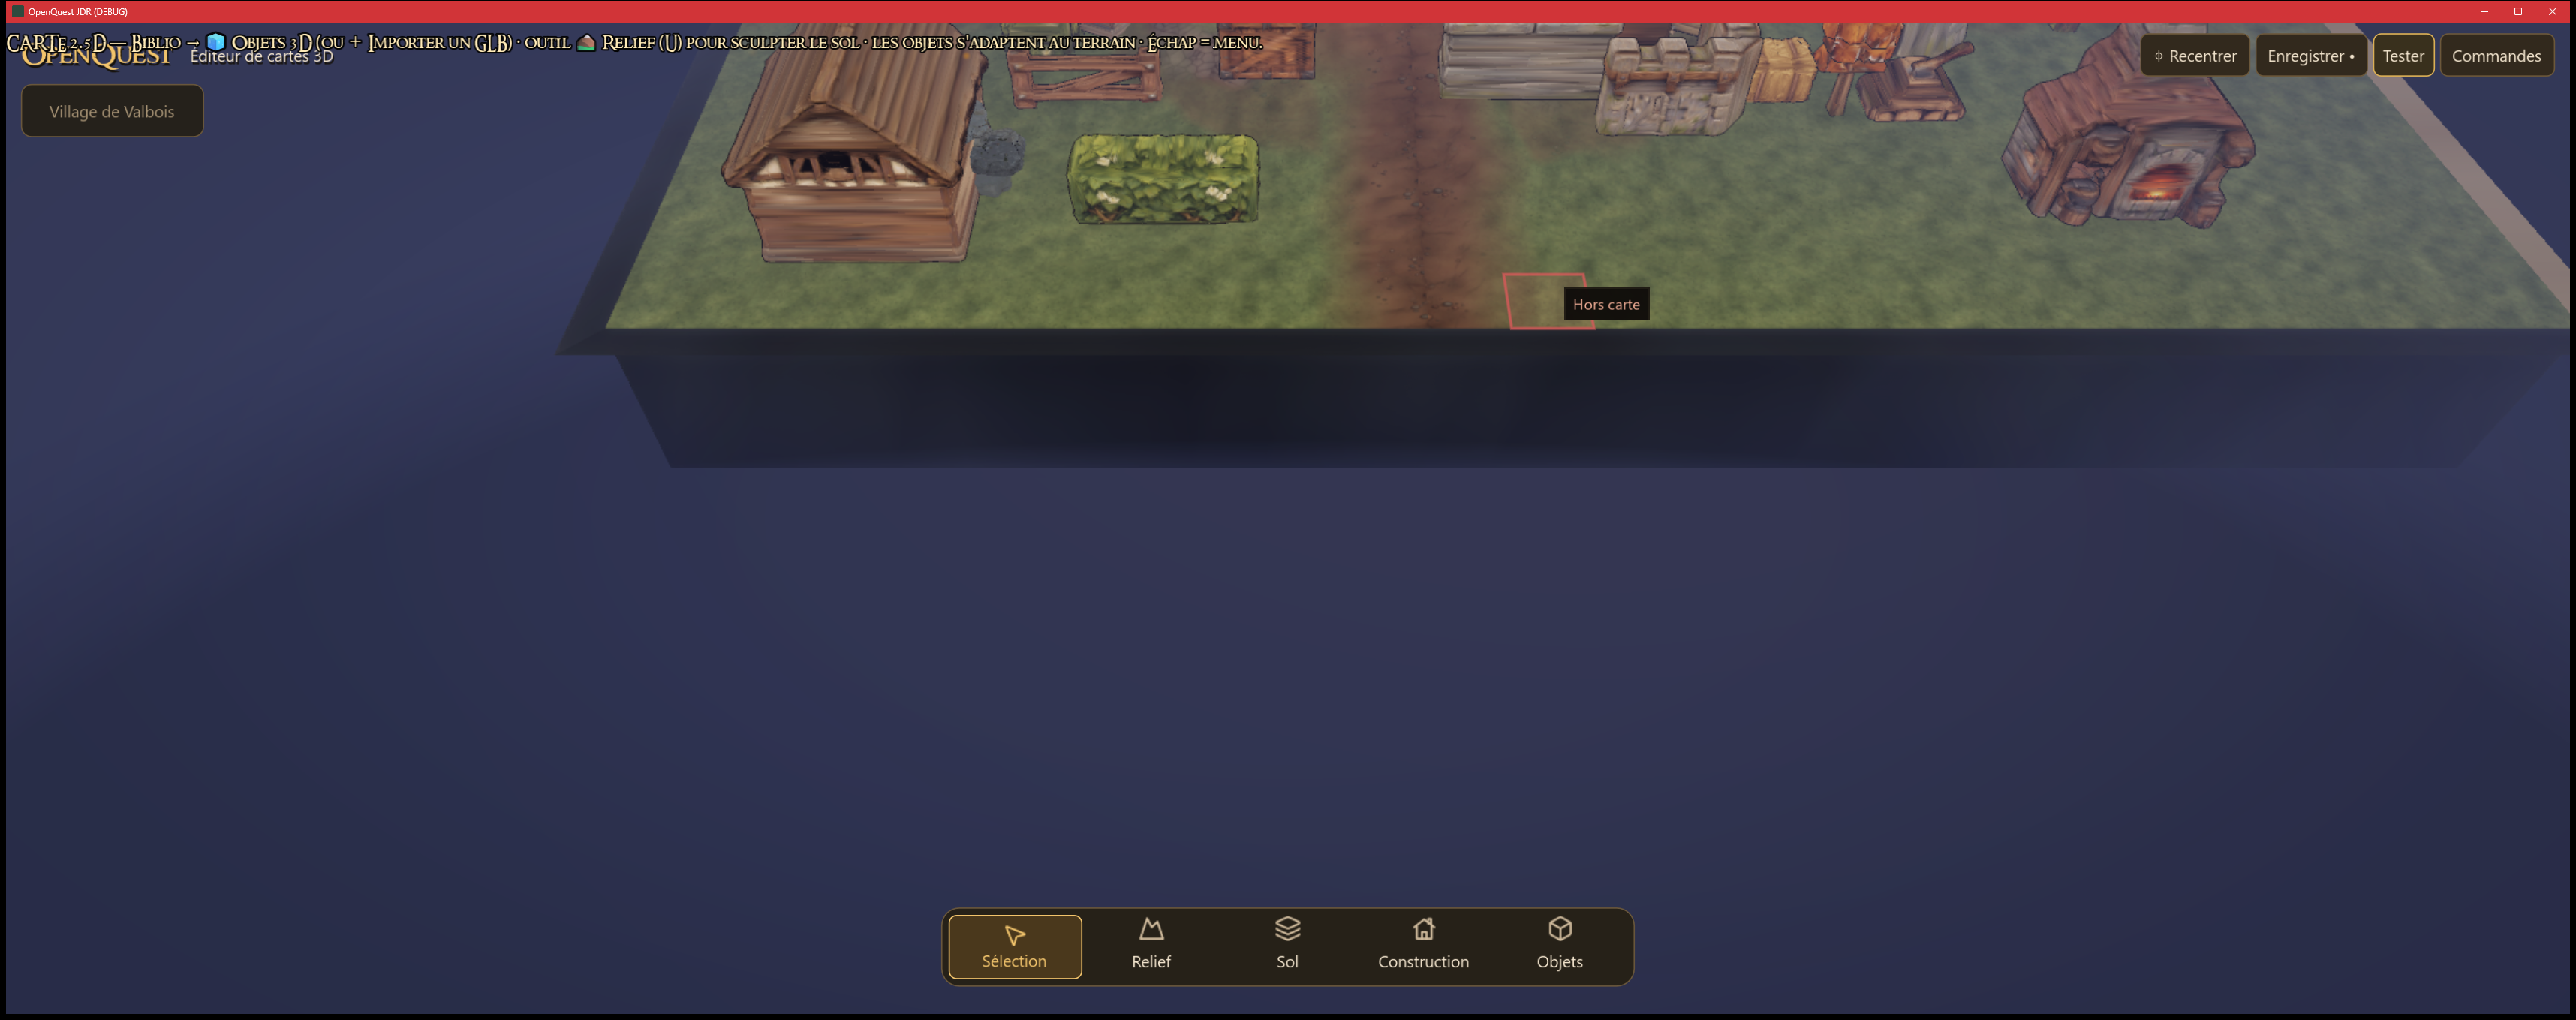 OpenQuest JDR (DEBUG)
Carte 2.5D — Biblio → Objets 3D (ou + Importer un GLB) · outil Relief (U) pour sculpter le sol · les objets s'adaptent au terrain · Échap = menu.
OpenQuest Éditeur de cartes 3D
Recentrer
Enregistrer •
Tester
Commandes
Village de Valbois
Hors carte
Sélection
Relief
Sol
Construction
Objets